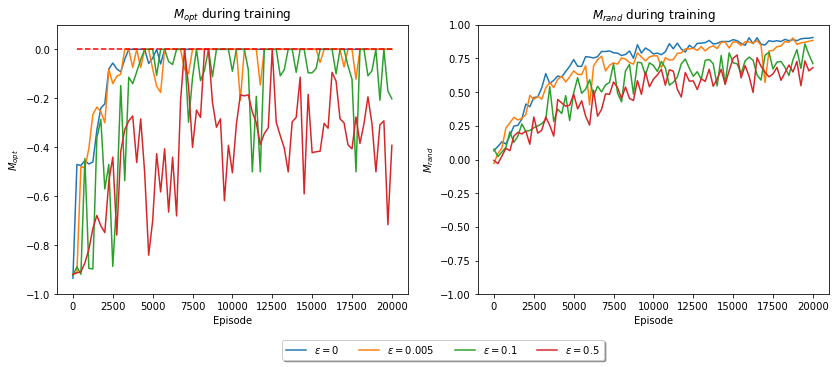 M_opt during training
M_rand during training
M_opt
0.0
−0.2
−0.4
−0.6
−0.8
−1.0
0 2500 5000 7500 10000 12500 15000 17500 20000
Episode
M_rand
1.00
0.75
0.50
0.25
0.00
−0.25
−0.50
−0.75
−1.00
0 2500 5000 7500 10000 12500 15000 17500 20000
Episode
ε = 0 ε = 0.005 ε = 0.1 ε = 0.5